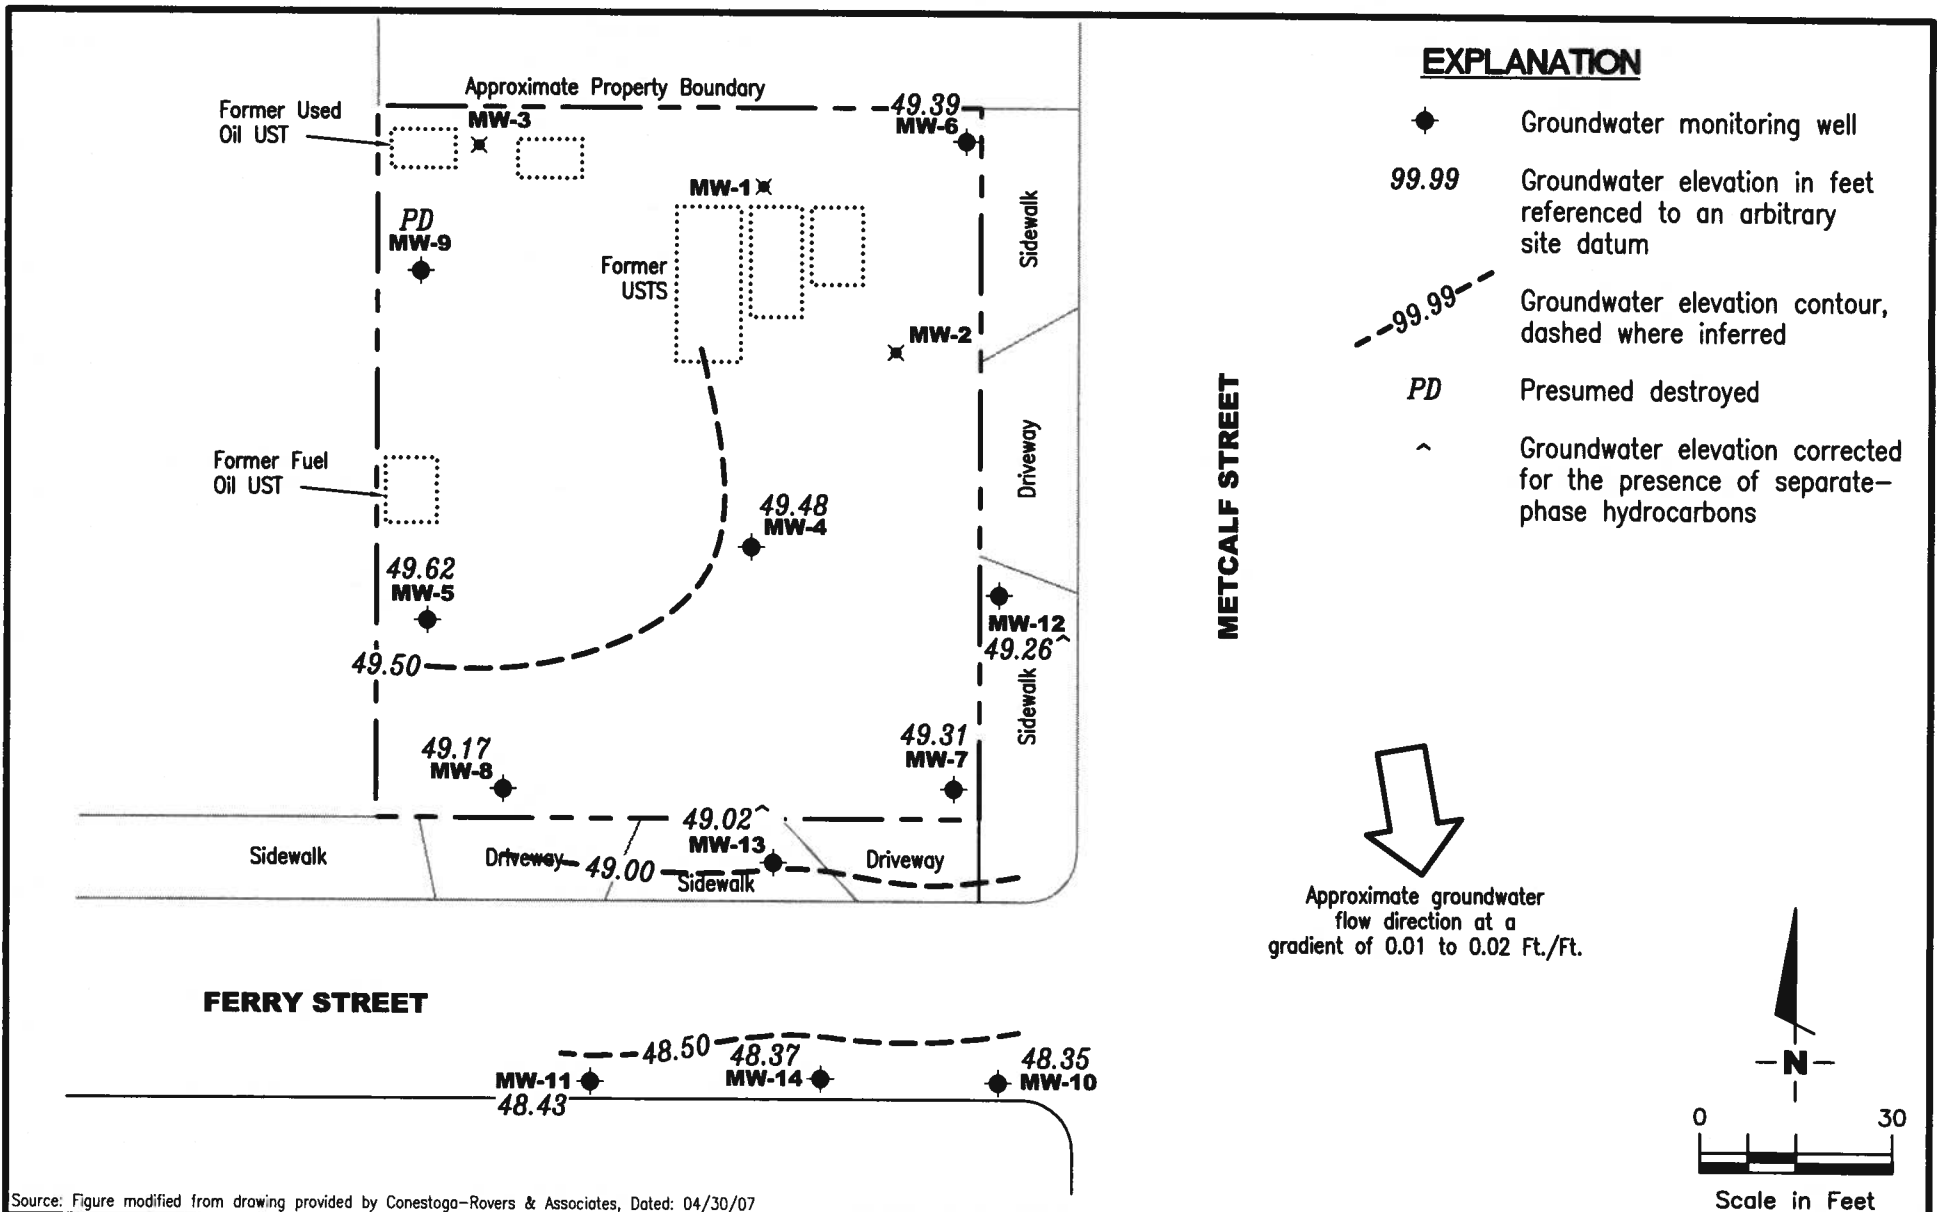 EXPLANATION
Groundwater monitoring well
99.99
Groundwater elevation in feet
referenced to an arbitrary
site datum
99.99
Groundwater elevation contour,
dashed where inferred
PD
Presumed destroyed
^
Groundwater elevation corrected
for the presence of separate-
phase hydrocarbons
Approximate Property Boundary
Former Used
Oil UST
MW-3
49.39
MW-6
MW-1
PD
MW-9
Former
USTS
MW-2
Sidewalk
Driveway
METCALF STREET
Former Fuel
Oil UST
49.48
MW-4
49.62
MW-5
49.50
MW-12
49.26^
Sidewalk
49.17
MW-8
49.31
MW-7
49.02^
MW-13
Sidewalk
Driveway
49.00
Sidewalk
Driveway
Approximate groundwater
flow direction at a
gradient of 0.01 to 0.02 Ft./Ft.
FERRY STREET
48.50
48.37
MW-14
48.35
MW-10
MW-11
48.43
N
0 30
Scale in Feet
Source: Figure modified from drawing provided by Conestoga-Rovers & Associates, Dated: 04/30/07